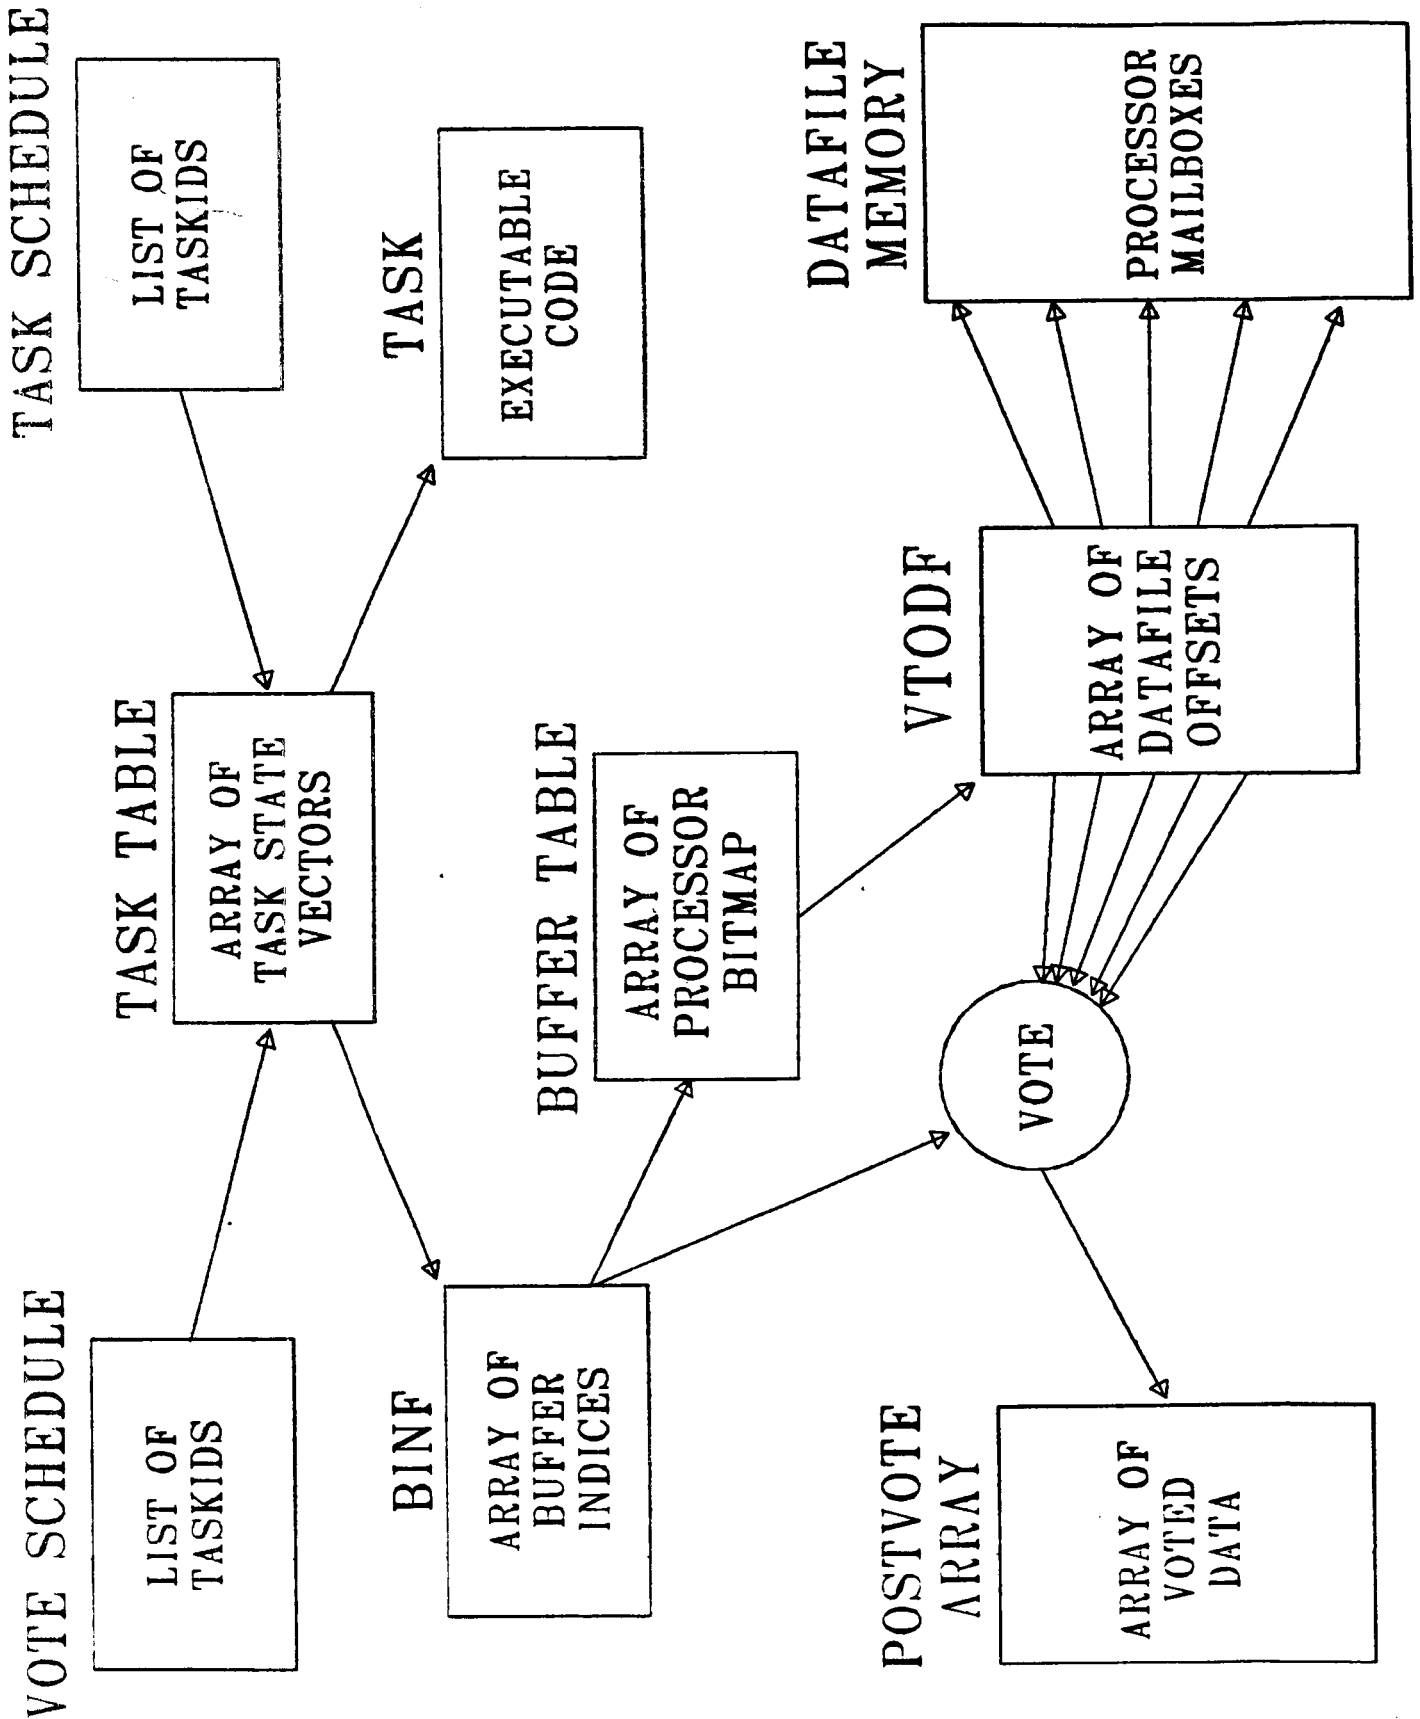 VOTE SCHEDULE
LIST OF
TASKIDS
TASK TABLE
ARRAY OF
TASK STATE
VECTORS
TASK SCHEDULE
LIST OF
TASKIDS
BINF
ARRAY OF
BUFFER
INDICES
BUFFER TABLE
ARRAY OF
PROCESSOR
BITMAP
TASK
EXECUTABLE
CODE
POSTVOTE
ARRAY
ARRAY OF
VOTED
DATA
VOTE
VTODF
ARRAY OF
DATAFILE
OFFSETS
DATAFILE
MEMORY
PROCESSOR
MAILBOXES